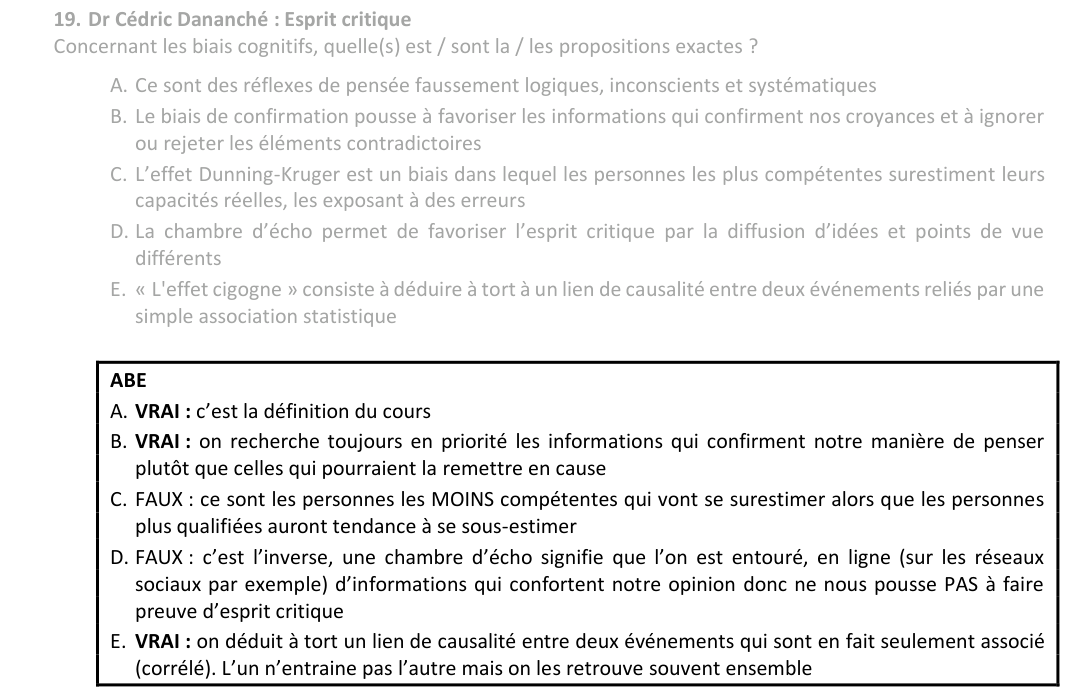 19. Dr Cédric Dananché : Esprit critique
Concernant les biais cognitifs, quelle(s) est / sont la / les propositions exactes ?
A. Ce sont des réflexes de pensée faussement logiques, inconscients et systématiques
B. Le biais de confirmation pousse à favoriser les informations qui confirment nos croyances et à ignorer
ou rejeter les éléments contradictoires
C. L’effet Dunning-Kruger est un biais dans lequel les personnes les plus compétentes surestiment leurs
capacités réelles, les exposant à des erreurs
D. La chambre d’écho permet de favoriser l’esprit critique par la diffusion d’idées et points de vue
différents
E. « L'effet cigogne » consiste à déduire à tort à un lien de causalité entre deux événements reliés par une
simple association statistique
ABE
A. VRAI : c’est la définition du cours
B. VRAI : on recherche toujours en priorité les informations qui confirment notre manière de penser
plutôt que celles qui pourraient la remettre en cause
C. FAUX : ce sont les personnes les MOINS compétentes qui vont se surestimer alors que les personnes
plus qualifiées auront tendance à se sous-estimer
D. FAUX : c’est l’inverse, une chambre d’écho signifie que l’on est entouré, en ligne (sur les réseaux
sociaux par exemple) d’informations qui confortent notre opinion donc ne nous pousse PAS à faire
preuve d’esprit critique
E. VRAI : on déduit à tort un lien de causalité entre deux événements qui sont en fait seulement associé
(corrélé). L’un n’entraine pas l’autre mais on les retrouve souvent ensemble